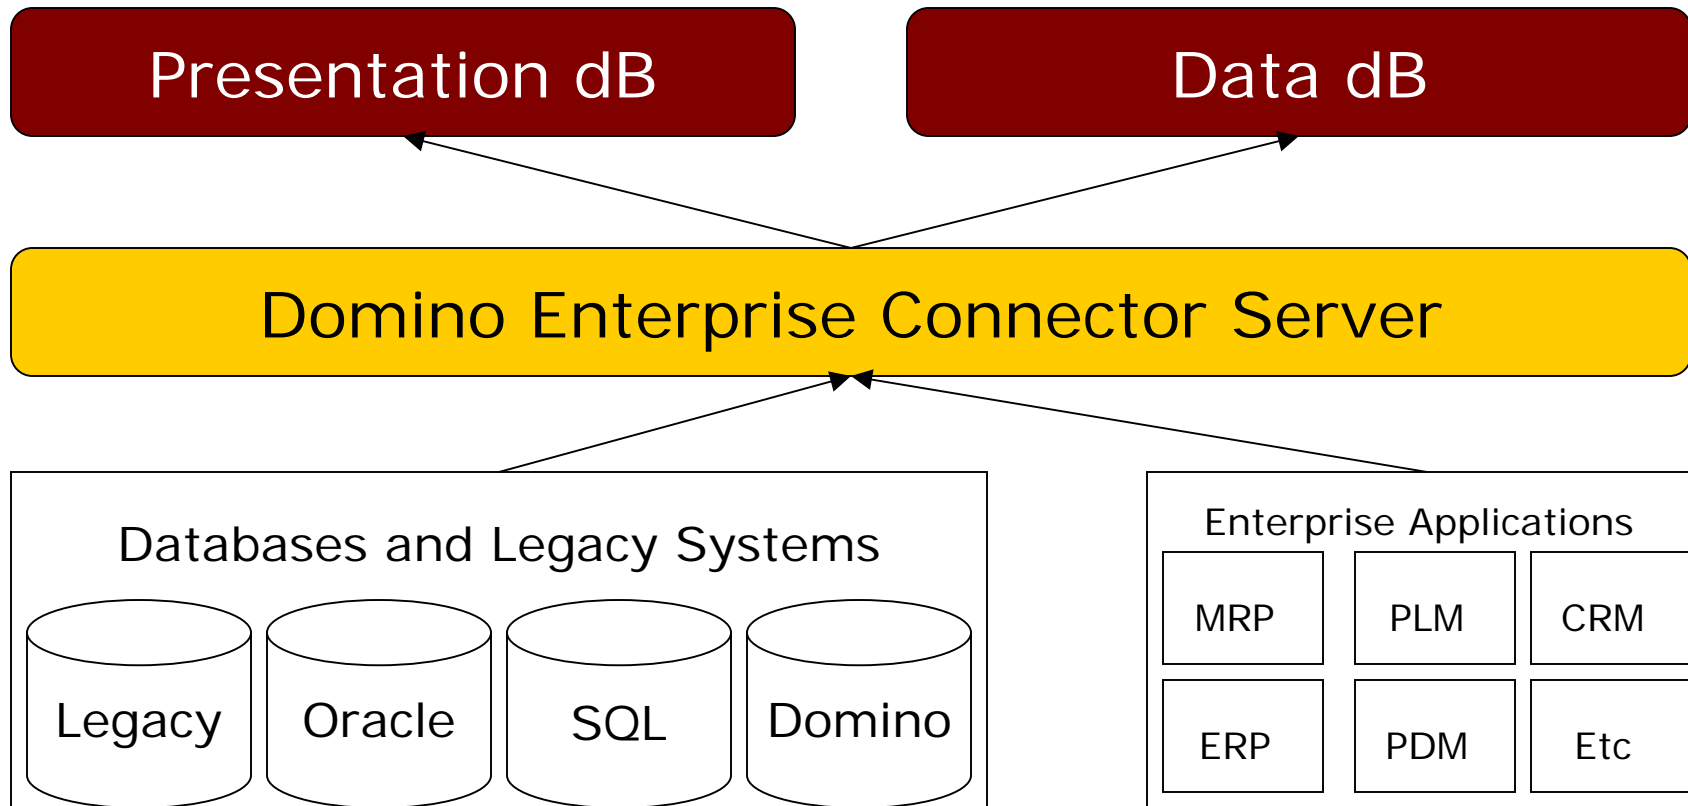 Presentation dB
Data dB
Domino Enterprise Connector Server
Databases and Legacy Systems
Enterprise Applications
MRP
PLM
CRM
Legacy
Oracle
SQL
Domino
ERP
PDM
Etc